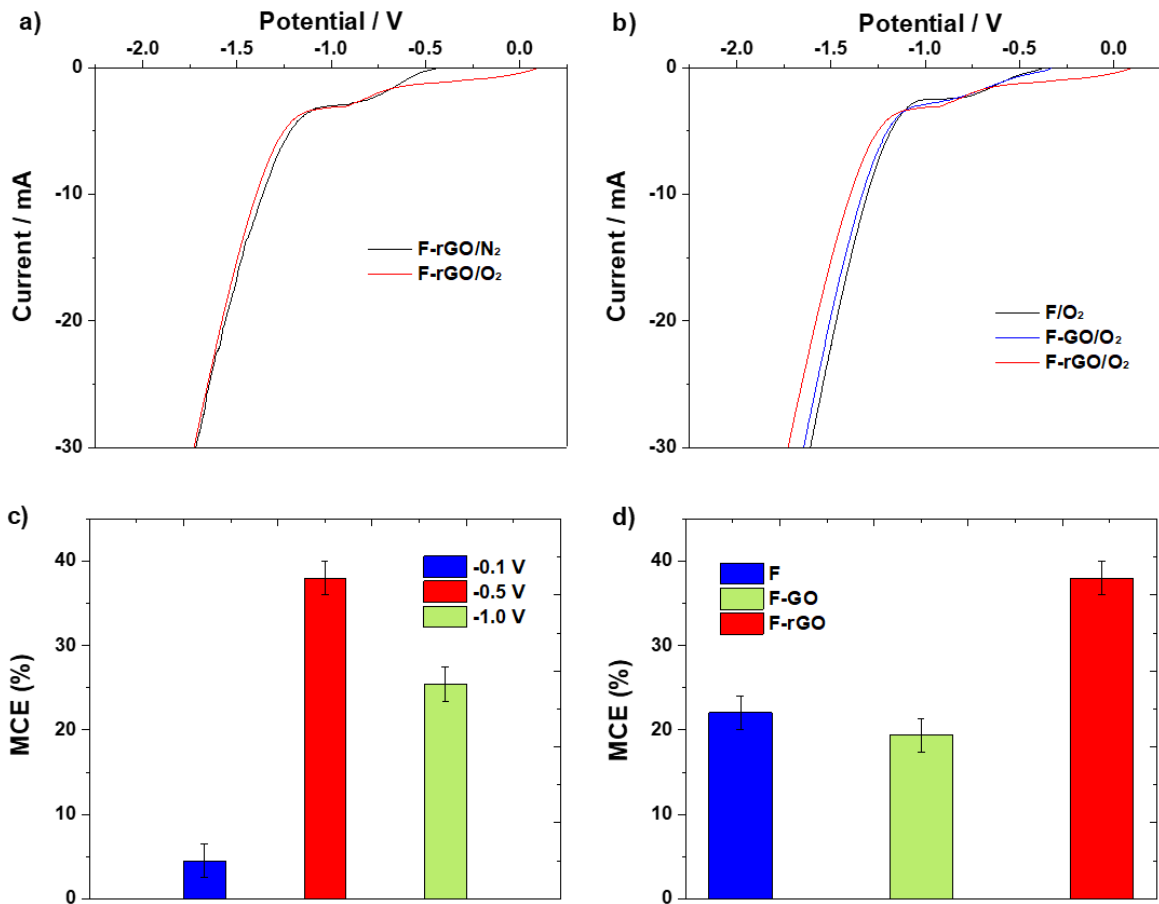 a)
Potential / V
-2.0 -1.5 -1.0 -0.5 0.0
0
-10
-20
-30
Current / mA
F-rGO/N₂
F-rGO/O₂
b)
Potential / V
-2.0 -1.5 -1.0 -0.5 0.0
0
-10
-20
-30
Current / mA
F/O₂
F-GO/O₂
F-rGO/O₂
c)
40
30
20
10
0
MCE (%)
-0.1 V
-0.5 V
-1.0 V
d)
40
30
20
10
0
MCE (%)
F
F-GO
F-rGO